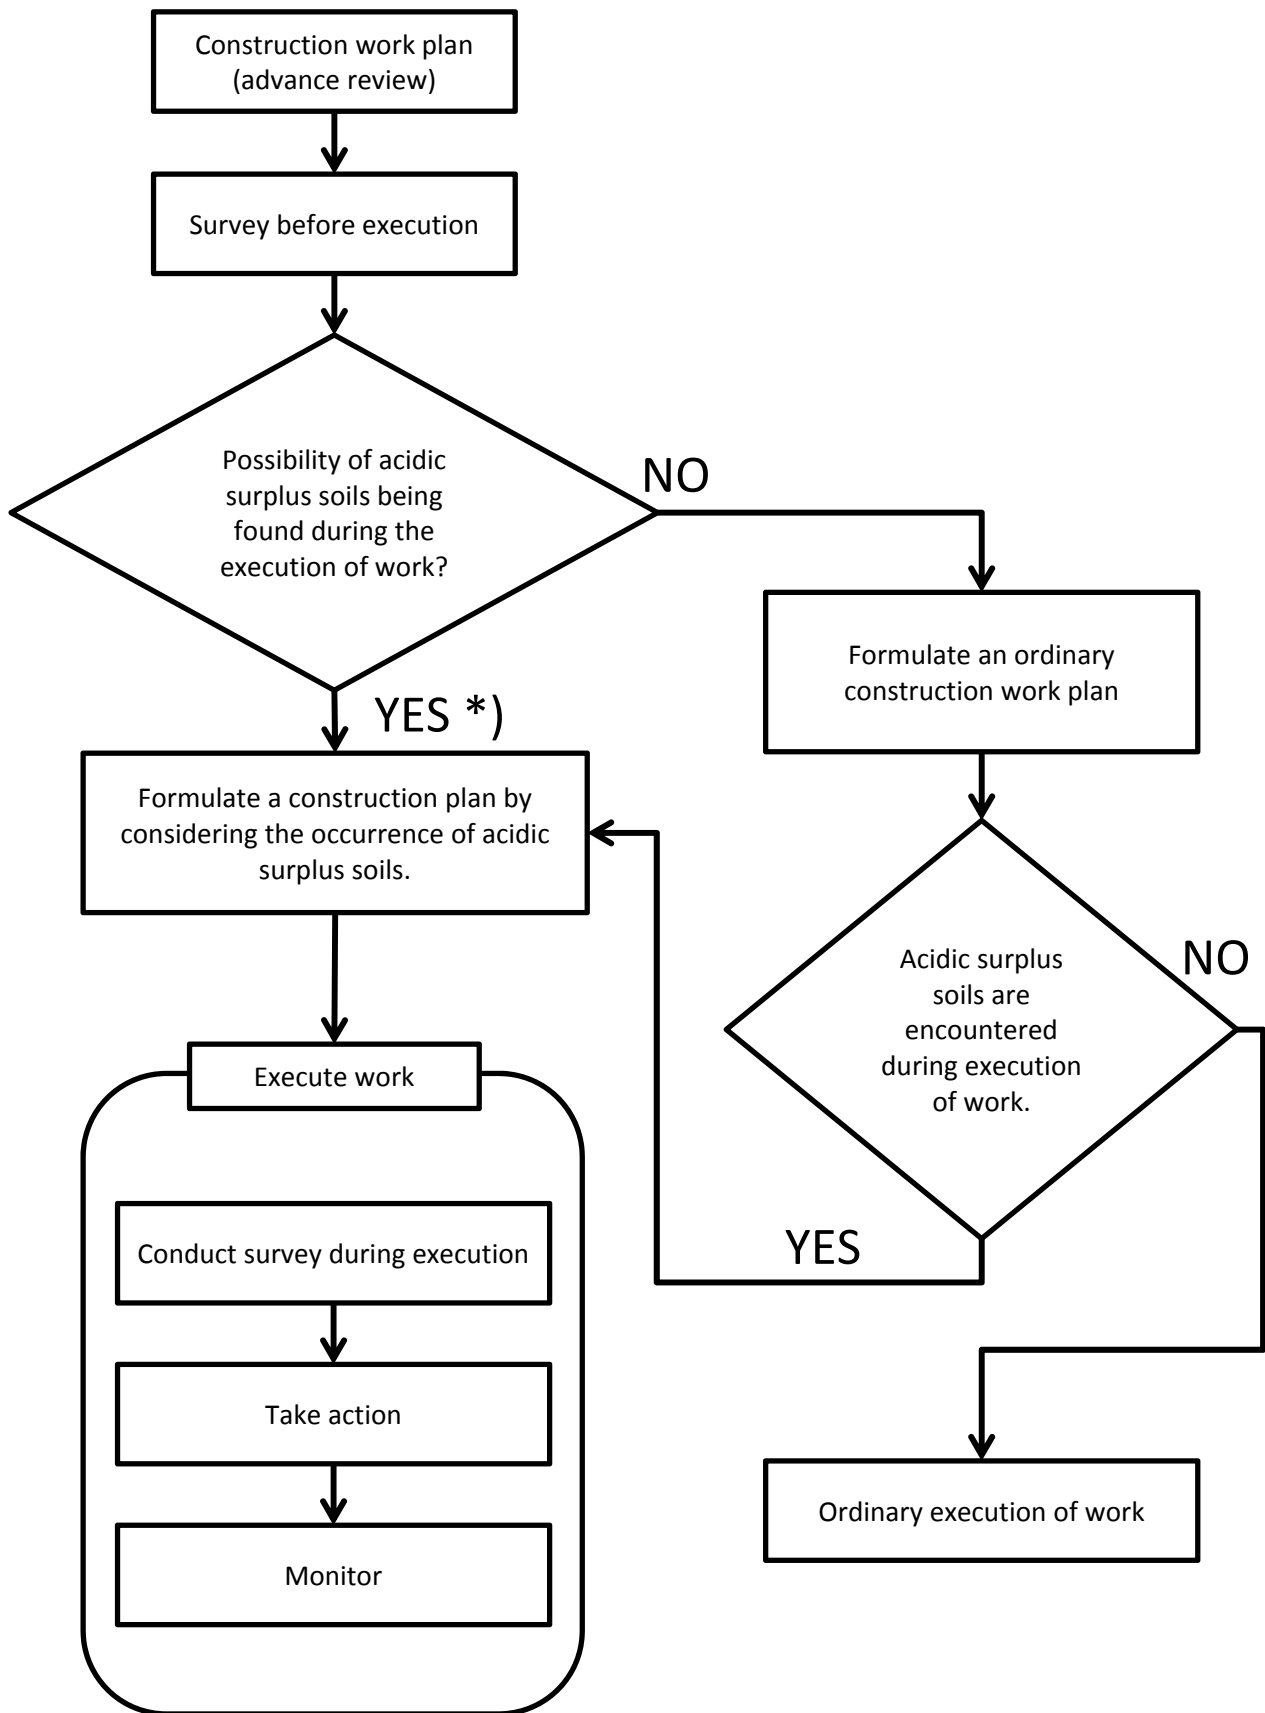 Construction work plan
(advance review)
Survey before execution
Possibility of acidic
surplus soils being
found during the
execution of work?
NO
YES *)
Formulate an ordinary
construction work plan
Formulate a construction plan by
considering the occurrence of acidic
surplus soils.
Acidic surplus
soils are
encountered
during execution
of work.
NO
YES
Execute work
Conduct survey during execution
Take action
Monitor
Ordinary execution of work